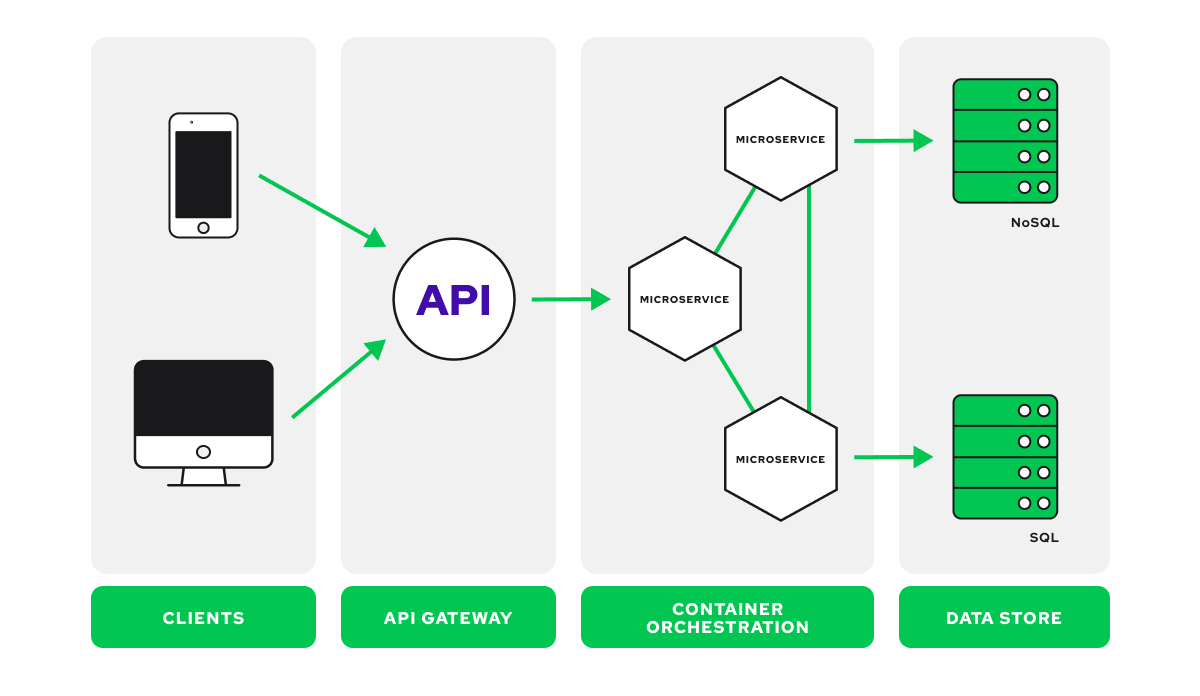 MICROSERVICE
NoSQL
API
MICROSERVICE
MICROSERVICE
SQL
CLIENTS
API GATEWAY
CONTAINER
ORCHESTRATION
DATA STORE